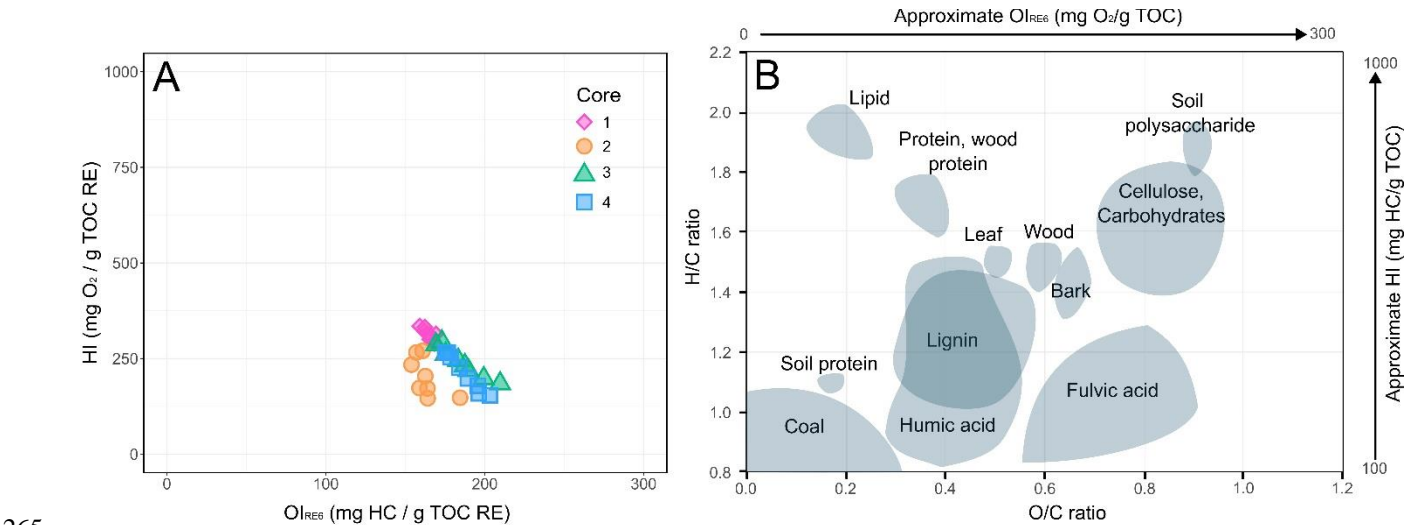 A
HI (mg O₂ / g TOC RE)
1000
750
500
250
0
0 100 200 300
OIRE6 (mg HC / g TOC RE)
Core
1
2
3
4
Approximate OIRE6 (mg O₂/g TOC)
0 300
B
H/C ratio
2.2
2.0
1.8
1.6
1.4
1.2
1.0
0.8
0.0 0.2 0.4 0.6 0.8 1.0 1.2
O/C ratio
Lipid
Soil
polysaccharide
Protein, wood
protein
Cellulose,
Carbohydrates
Leaf
Wood
Bark
Lignin
Soil protein
Fulvic acid
Coal
Humic acid
1000
Approximate HI (mg HC/g TOC)
100